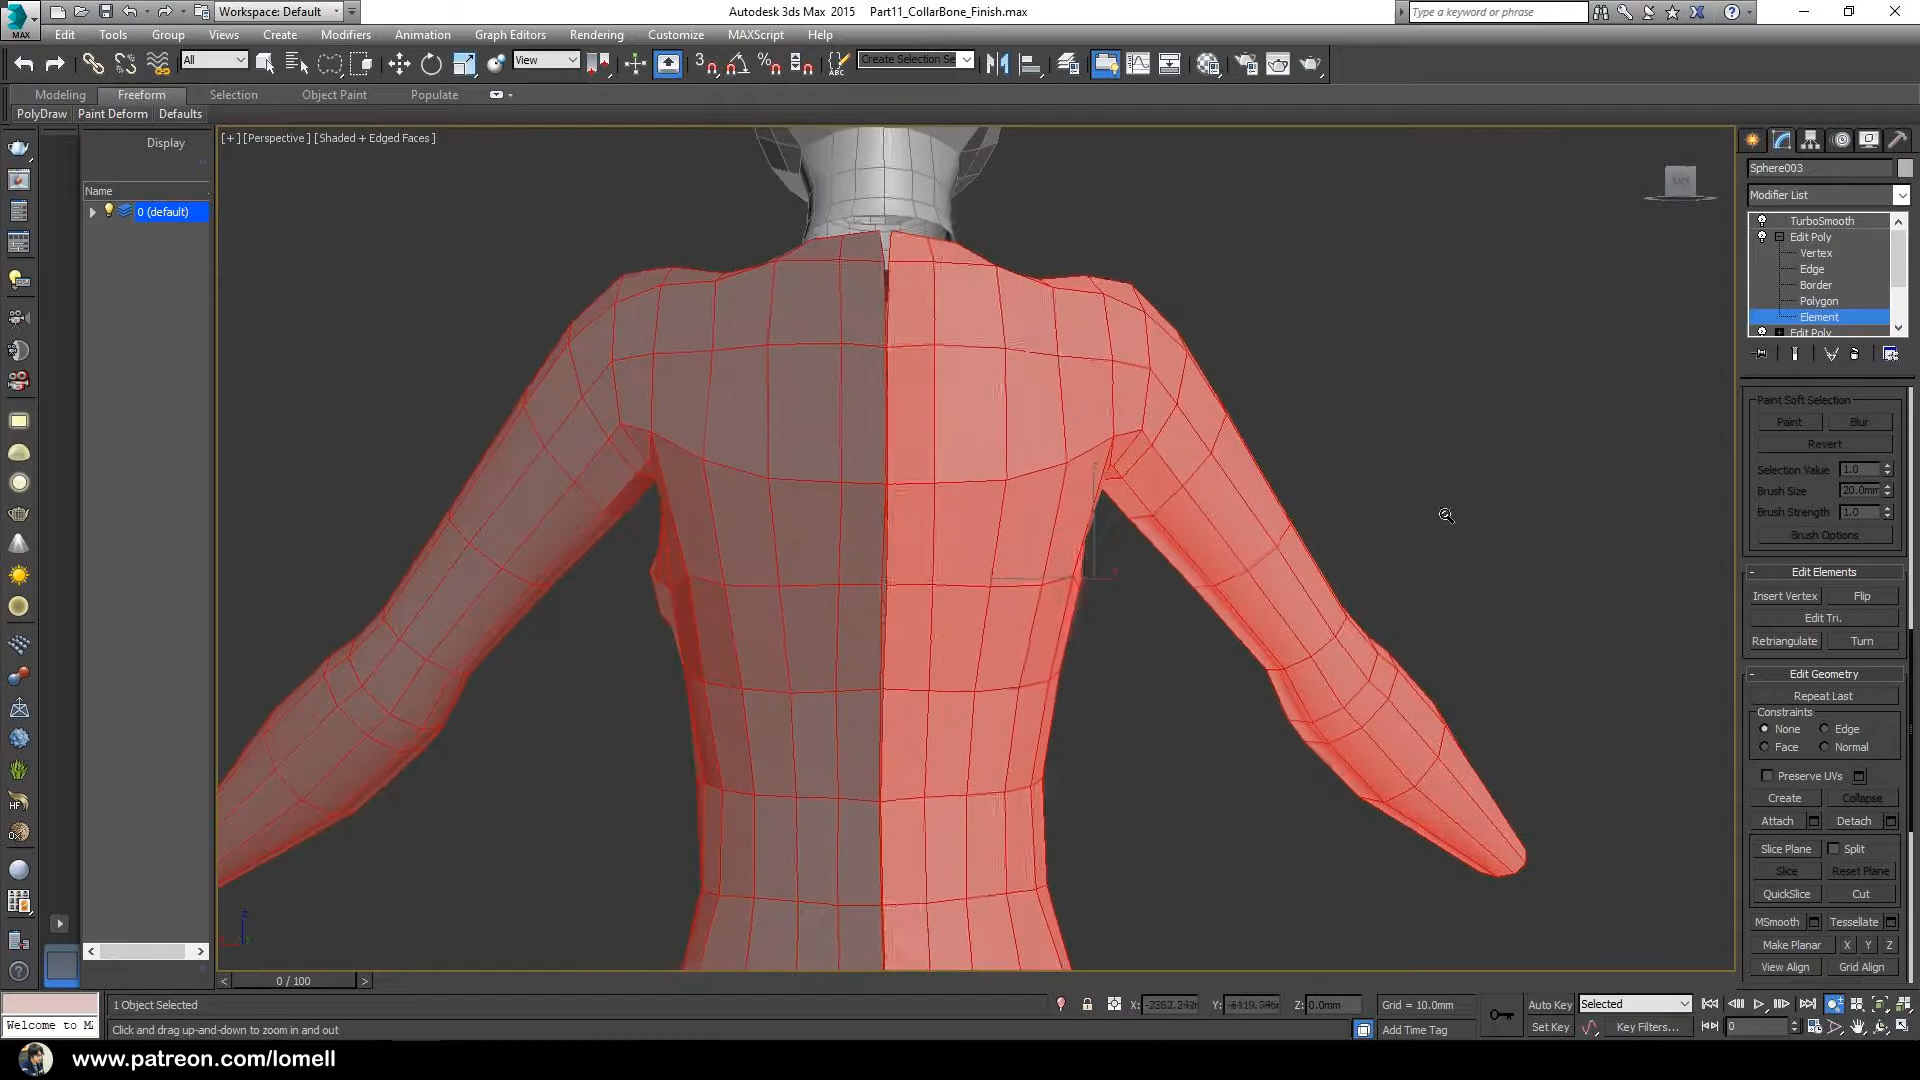 Workspace: Default
Autodesk 3ds Max 2015 Part11_CollarBone_Finish.max
Type a keyword or phrase
MAX
Edit Tools Group Views Create Modifiers Animation Graph Editors Rendering Customize MAXScript Help
All
View
3
Create Selection Se
Modeling Freeform Selection Object Paint Populate
PolyDraw Paint Deform Defaults
Display
Name
0 (default)
[+] [Perspective] [Shaded + Edged Faces]
BACK
Sphere003
Modifier List
TurboSmooth
Edit Poly
Vertex
Edge
Border
Polygon
Element
Edit Poly
Paint Soft Selection
Paint Blur
Revert
Selection Value 1.0
Brush Size 20.0mm
Brush Strength 1.0
Brush Options
- Edit Elements
Insert Vertex Flip
Edit Tri.
Retriangulate Turn
- Edit Geometry
Repeat Last
Constraints
None Edge
Face Normal
Preserve UVs
Create Collapse
Attach Detach
Slice Plane Split
Slice Reset Plane
QuickSlice Cut
MSmooth Tessellate
Make Planar X Y Z
View Align Grid Align
HF
0 / 100
1 Object Selected
X: Y: Z: 0.0mm
Grid = 10.0mm
Auto Key Selected
Welcome to M
Click and drag up-and-down to zoom in and out
Add Time Tag
Set Key Key Filters...
0
www.patreon.com/lomell